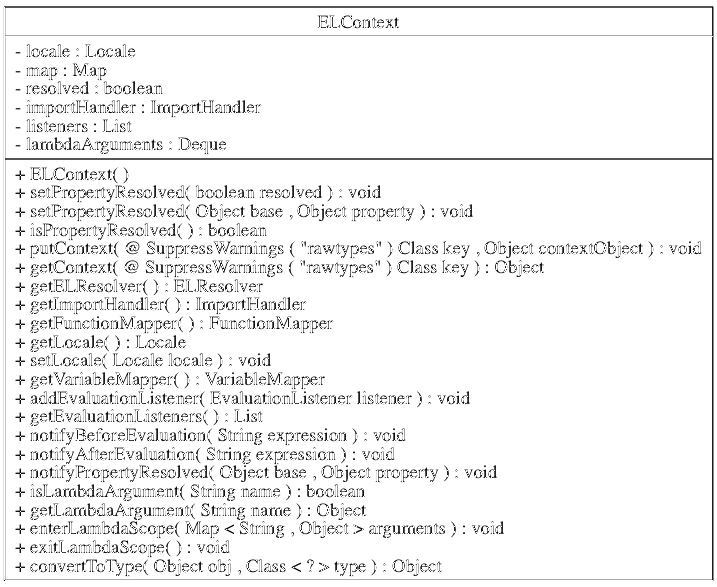 ELContext
- locale : Locale
- map : Map
- resolved : boolean
- importHandler : ImportHandler
- listeners : List
- lambdaArguments : Deque
+ ELContext( )
+ setPropertyResolved( boolean resolved ) : void
+ setPropertyResolved( Object base , Object property ) : void
+ isPropertyResolved( ) : boolean
+ putContext( @ SuppressWarnings ( "rawtypes" ) Class key , Object contextObject ) : void
+ getContext( @ SuppressWarnings ( "rawtypes" ) Class key ) : Object
+ getELResolver( ) : ELResolver
+ getImportHandler( ) : ImportHandler
+ getFunctionMapper( ) : FunctionMapper
+ getLocale( ) : Locale
+ setLocale( Locale locale ) : void
+ getVariableMapper( ) : VariableMapper
+ addEvaluationListener( EvaluationListener listener ) : void
+ getEvaluationListeners( ) : List
+ notifyBeforeEvaluation( String expression ) : void
+ notifyAfterEvaluation( String expression ) : void
+ notifyPropertyResolved( Object base , Object property ) : void
+ isLambdaArgument( String name ) : boolean
+ getLambdaArgument( String name ) : Object
+ enterLambdaScope( Map < String , Object > arguments ) : void
+ exitLambdaScope( ) : void
+ convertToType( Object obj , Class < ? > type ) : Object